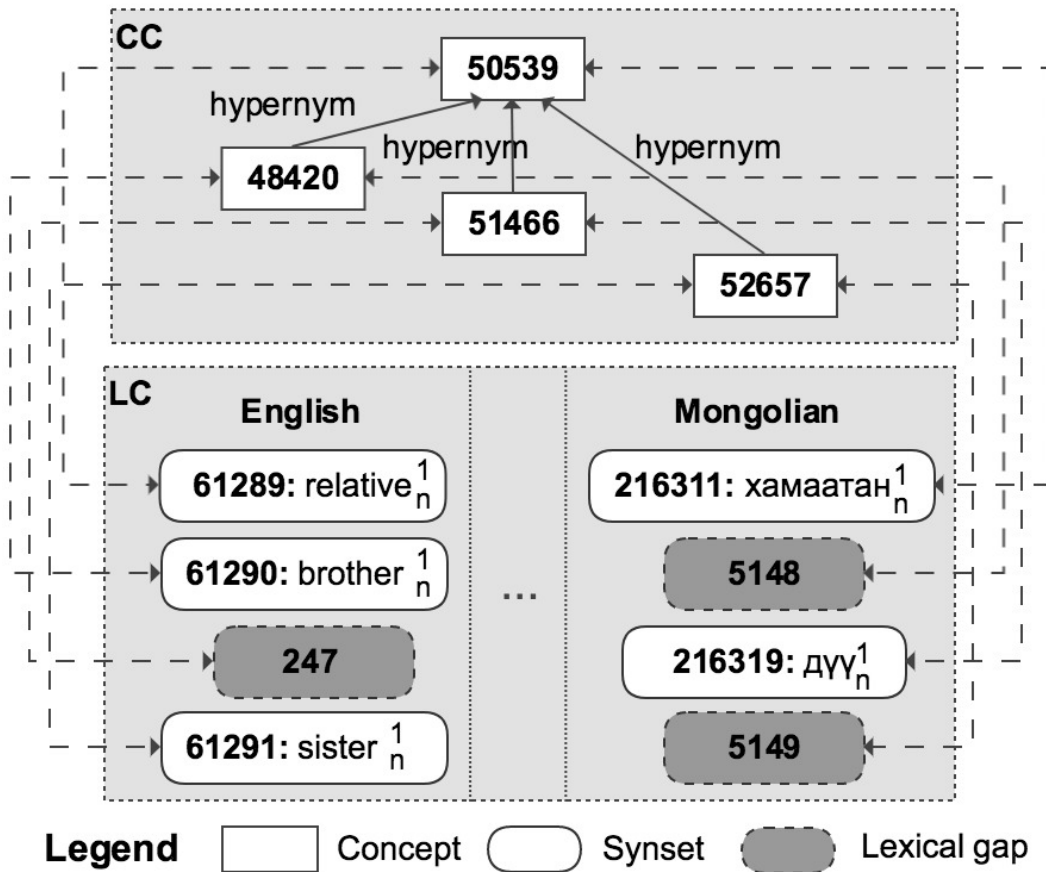 CC
50539
hypernym
hypernym
hypernym
48420
51466
52657
LC
English
Mongolian
61289: relative 1 n
216311: хамаатан 1 n
61290: brother 1 n
5148
...
247
216319: дүү 1 n
61291: sister 1 n
5149
Legend
Concept
Synset
Lexical gap